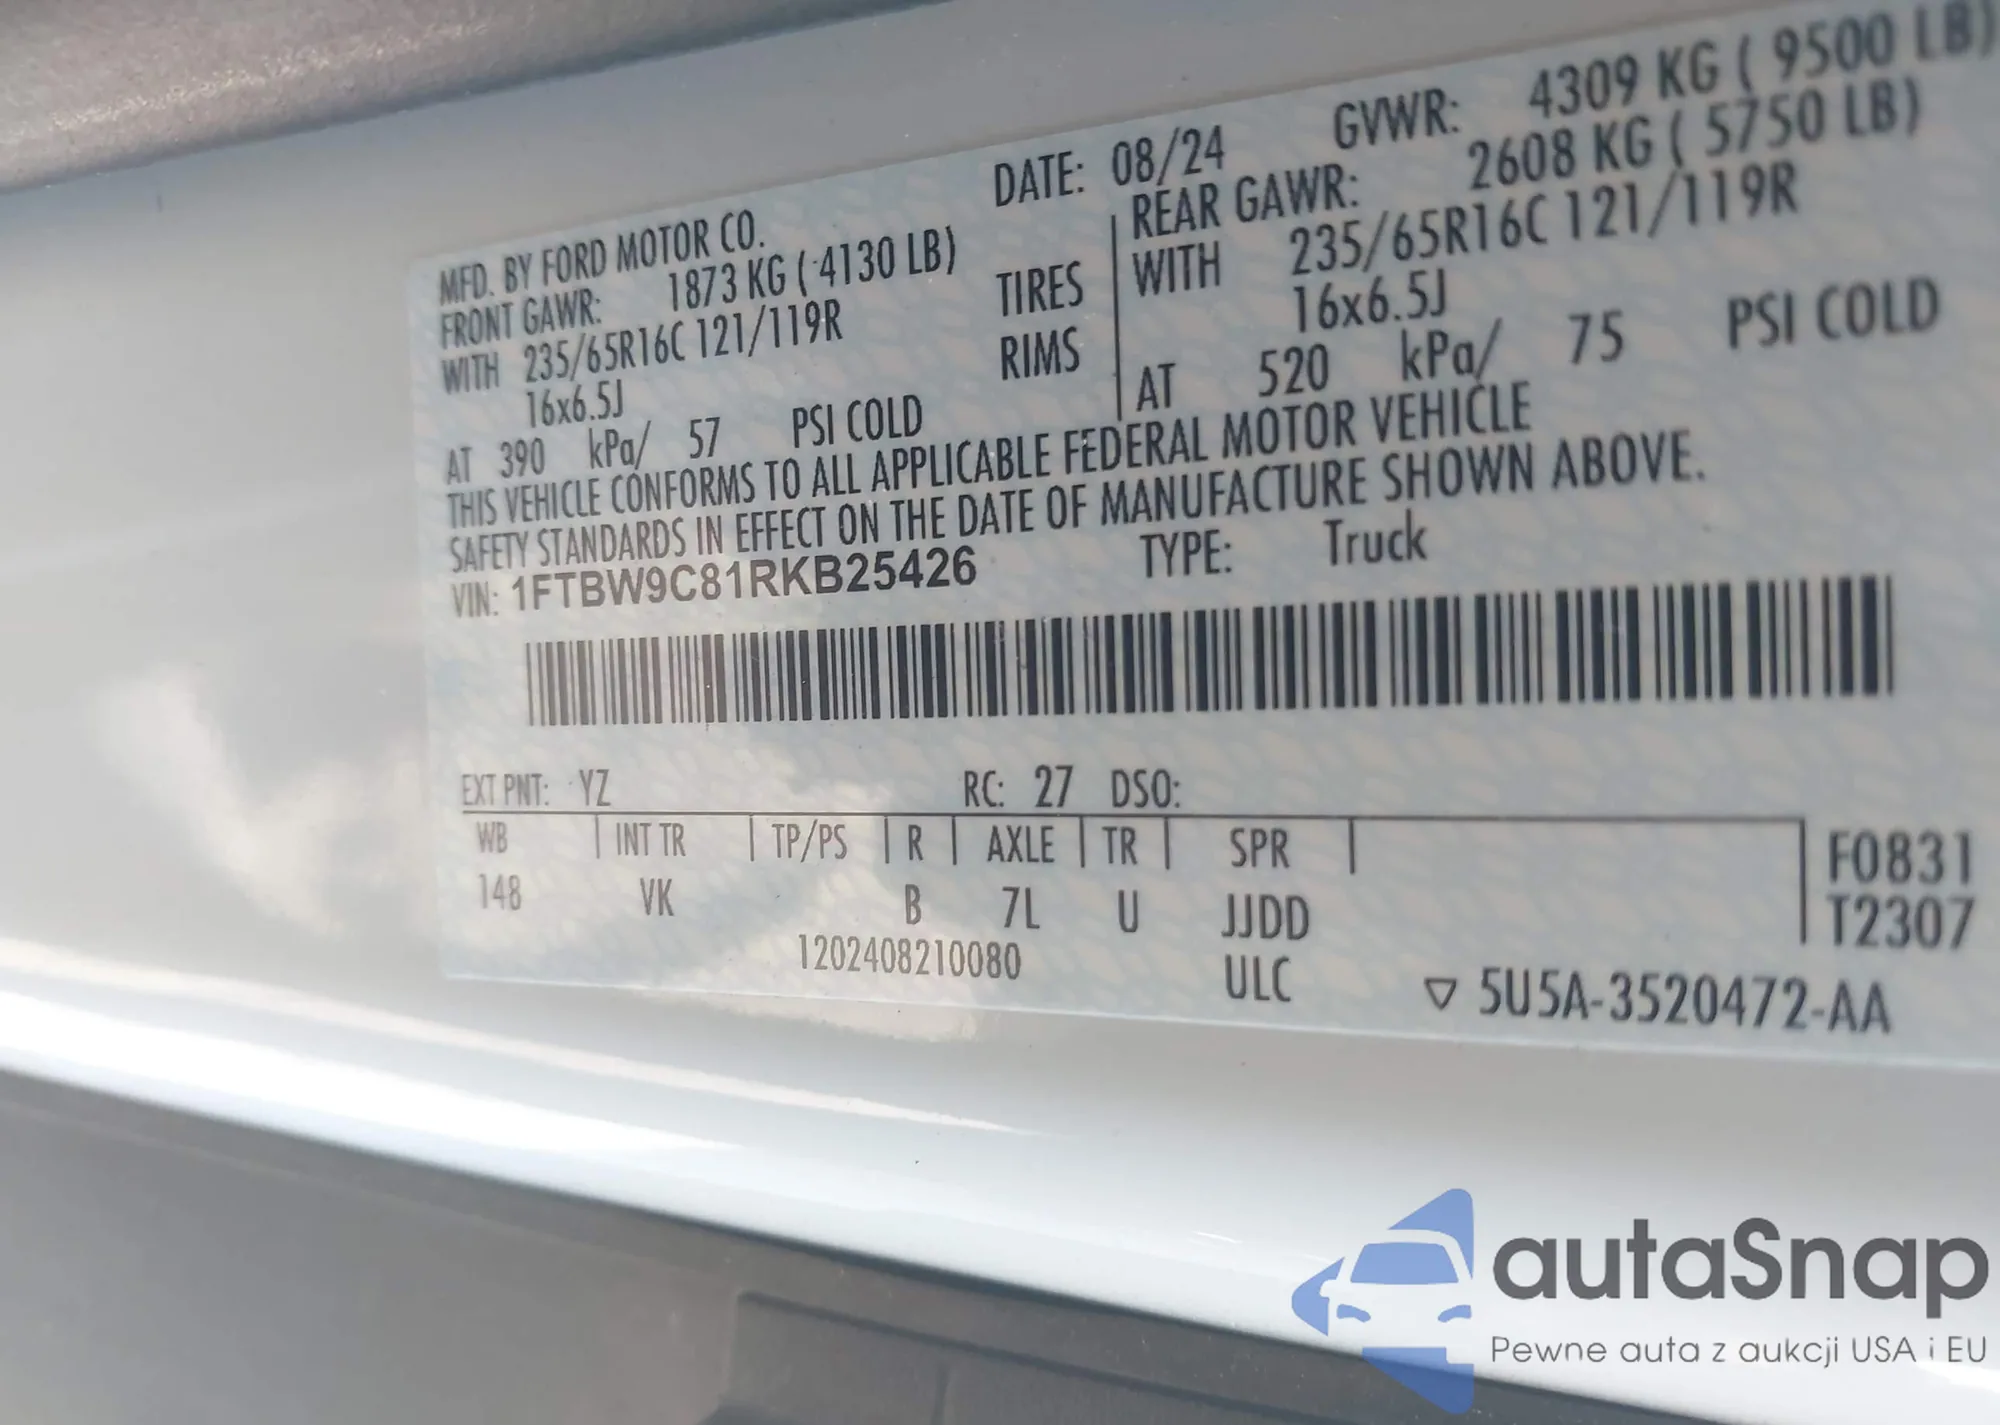 DATE: 08/24 GVWR: 4309 KG ( 9500 LB)
MFD. BY FORD MOTOR CO.
FRONT GAWR: 1873 KG ( 4130 LB) REAR GAWR: 2608 KG ( 5750 LB)
WITH 235/65R16C 121/119R TIRES WITH 235/65R16C 121/119R
16x6.5J RIMS 16x6.5J
AT 390 kPa/ 57 PSI COLD AT 520 kPa/ 75 PSI COLD
THIS VEHICLE CONFORMS TO ALL APPLICABLE FEDERAL MOTOR VEHICLE
SAFETY STANDARDS IN EFFECT ON THE DATE OF MANUFACTURE SHOWN ABOVE.
VIN: 1FTBW9C81RKB25426 TYPE: Truck
EXT PNT: YZ RC: 27 DSO:
WB INT TR TP/PS R AXLE TR SPR F0831
148 VK B 7L U JJDD T2307
1202408210080 ULC 5U5A-3520472-AA
autaSnap
Pewne auta z aukcji USA i EU